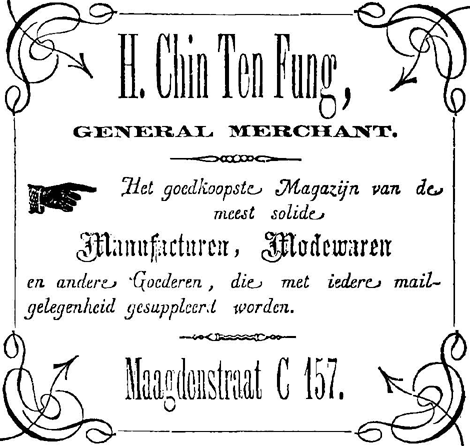 H. Chin Ten Fung,
GENERAL MERCHANT.
Het goedkoopste Magazijn van de
meest solide
Manufacturen, Modewaren
en andere Goederen, die met iedere mail-
gelegenheid gesuppleerd worden.
Maagdenstraat C 157.